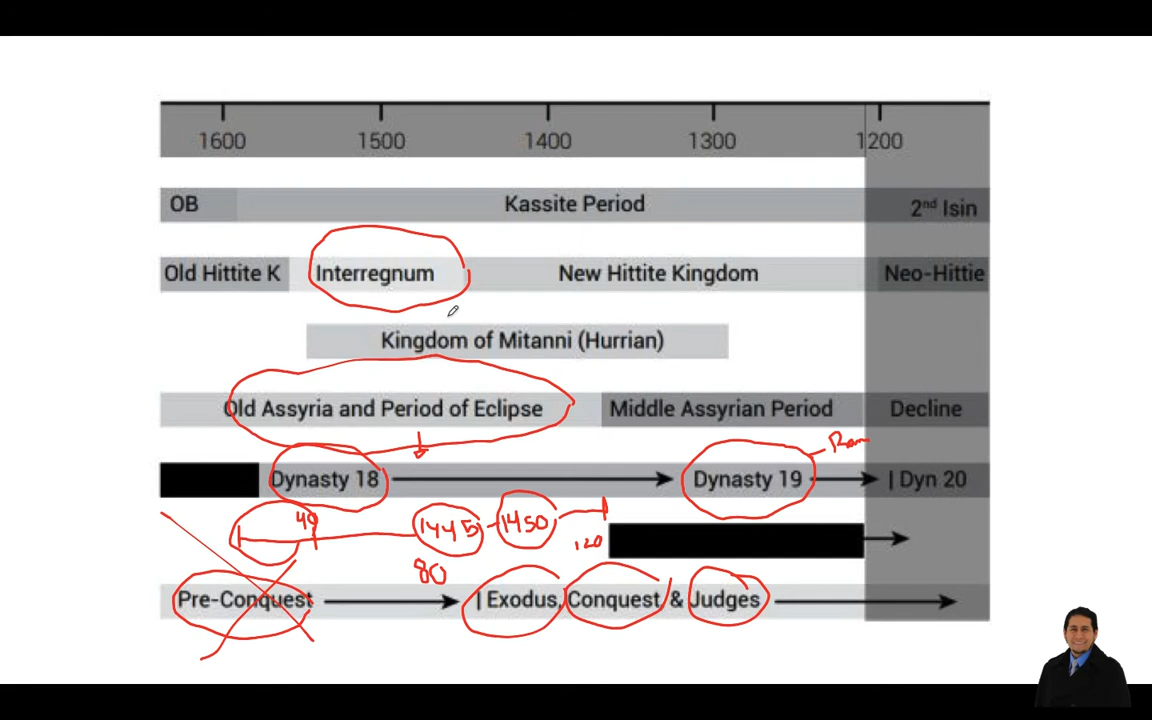 1600 1500 1400 1300 1200
OB Kassite Period 2nd Isin
Old Hittite K Interregnum New Hittite Kingdom Neo-Hittie
Kingdom of Mitanni (Hurrian)
Old Assyria and Period of Eclipse Middle Assyrian Period Decline
Ram
Dynasty 18 Dynasty 19 | Dyn 20
40 1445 - 1450 120
80
Pre-Conquest | Exodus, Conquest & Judges